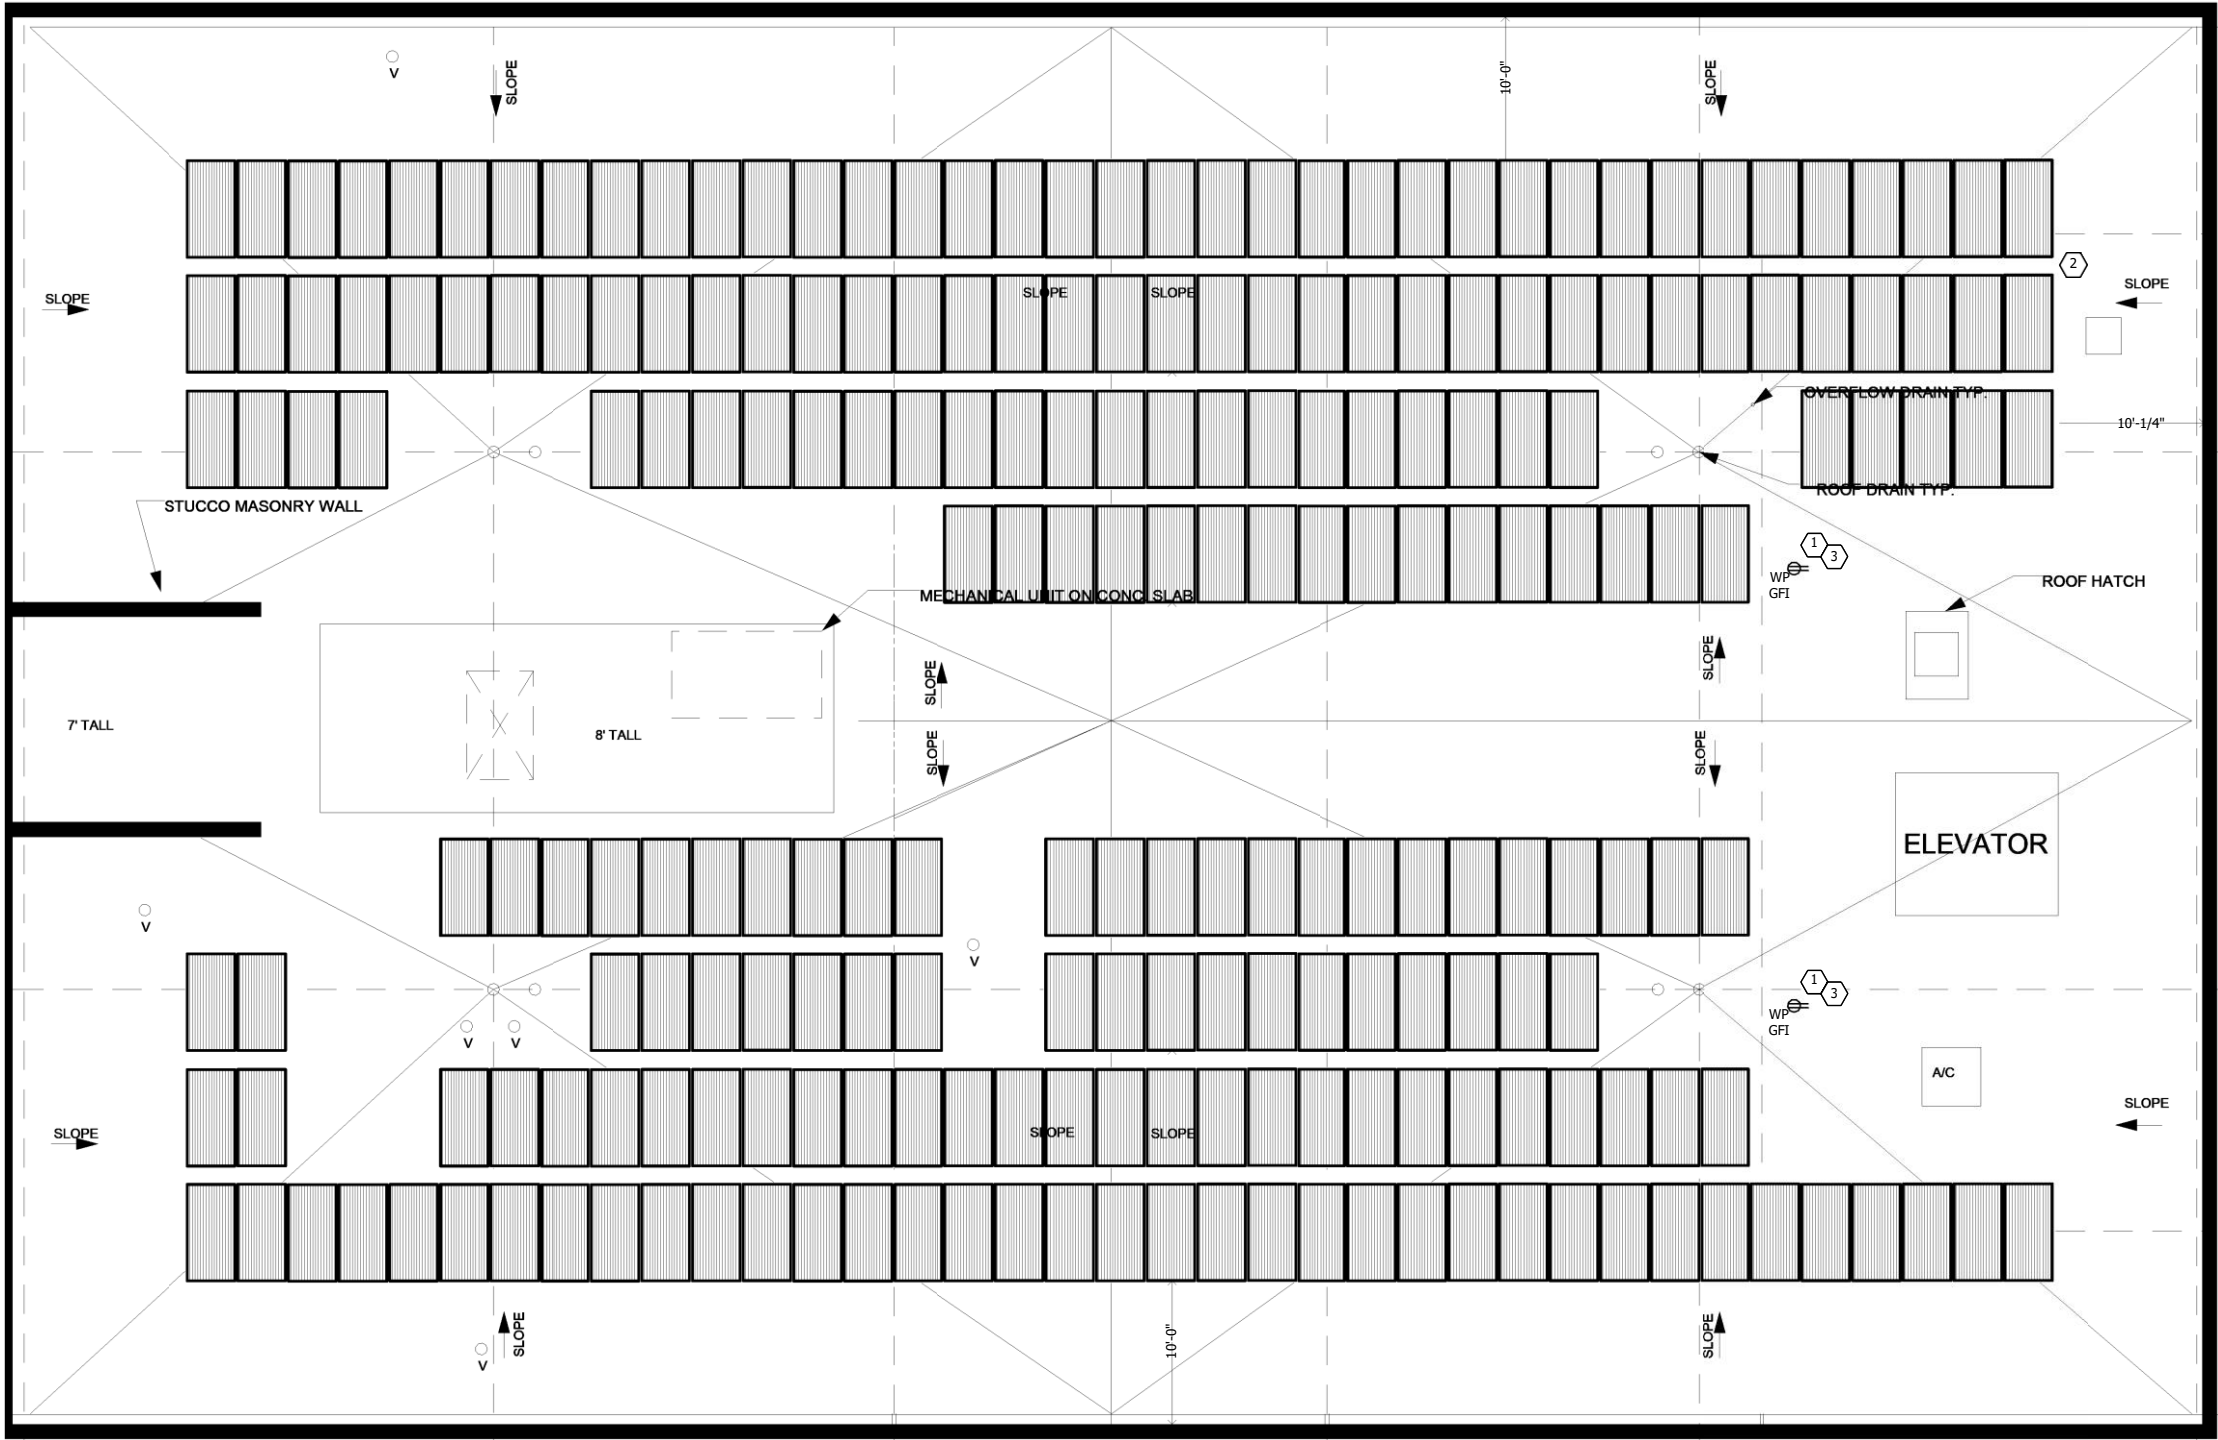 V
SLOPE
10'-0"
SLOPE
2
SLOPE
SLOPE
SLOPE
SLOPE
OVERFLOW DRAIN TYP.
10'-1/4"
ROOF DRAIN TYP.
STUCCO MASONRY WALL
1
3
WP
GFI
ROOF HATCH
MECHANICAL UNIT ON CONC. SLAB
SLOPE
SLOPE
7' TALL
8' TALL
SLOPE
SLOPE
ELEVATOR
V
V
1
3
WP
GFI
V
V
A/C
SLOPE
SLOPE
SLOPE
SLOPE
SLOPE
10'-0"
SLOPE
V